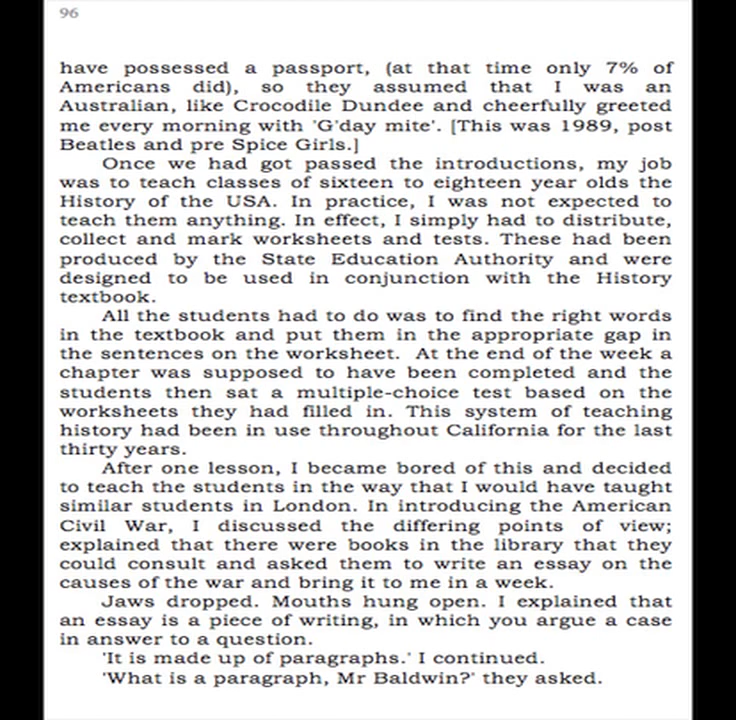 96
have possessed a passport, (at that time only 7% of
Americans did), so they assumed that I was an
Australian, like Crocodile Dundee and cheerfully greeted
me every morning with 'G'day mite'. [This was 1989, post
Beatles and pre Spice Girls.]
Once we had got passed the introductions, my job
was to teach classes of sixteen to eighteen year olds the
History of the USA. In practice, I was not expected to
teach them anything. In effect, I simply had to distribute,
collect and mark worksheets and tests. These had been
produced by the State Education Authority and were
designed to be used in conjunction with the History
textbook.
All the students had to do was to find the right words
in the textbook and put them in the appropriate gap in
the sentences on the worksheet.  At the end of the week a
chapter was supposed to have been completed and the
students then sat a multiple-choice test based on the
worksheets they had filled in. This system of teaching
history had been in use throughout California for the last
thirty years.
After one lesson, I became bored of this and decided
to teach the students in the way that I would have taught
similar students in London. In introducing the American
Civil War, I discussed the differing points of view;
explained that there were books in the library that they
could consult and asked them to write an essay on the
causes of the war and bring it to me in a week.
Jaws dropped. Mouths hung open. I explained that
an essay is a piece of writing, in which you argue a case
in answer to a question.
'It is made up of paragraphs.' I continued.
'What is a paragraph, Mr Baldwin?' they asked.